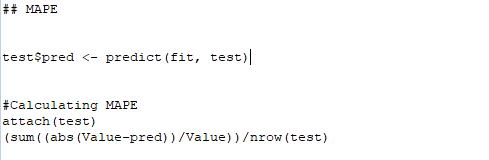 ## MAPE
test$pred <- predict(fit, test)
#Calculating MAPE
attach(test)
(sum((abs(Value-pred))/Value))/nrow(test)